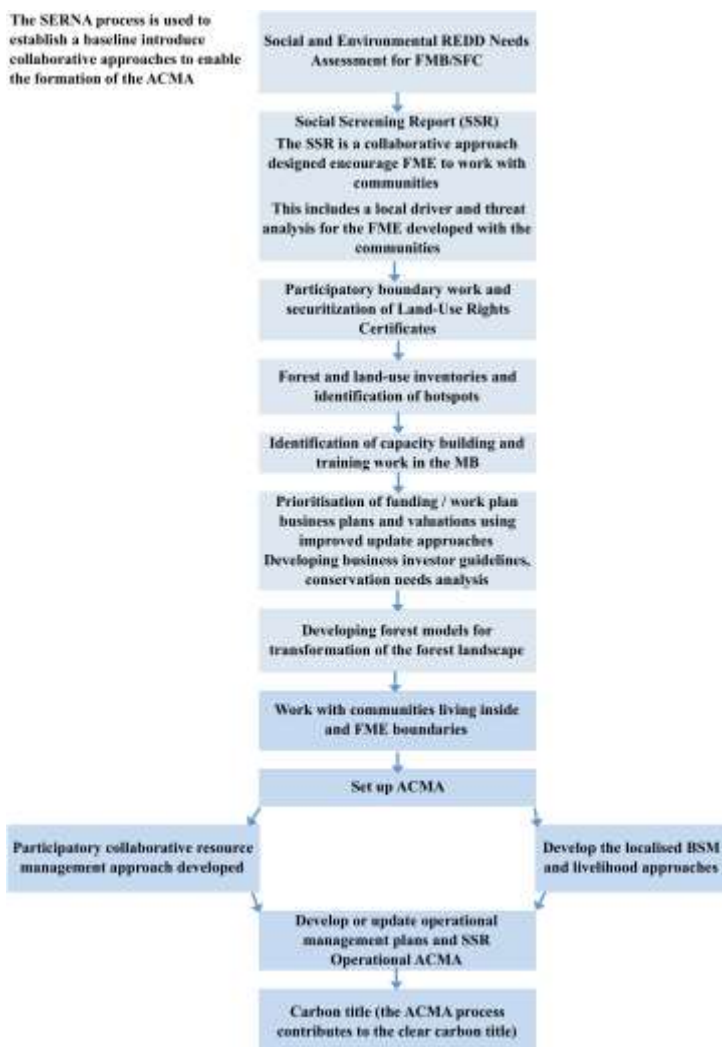 The SERNA process is used to
establish a baseline introduce
collaborative approaches to enable
the formation of the ACMA
Social and Environmental REDD Needs
Assessment for FMB/SFC
Social Screening Report (SSR)
The SSR is a collaborative approach
designed encourage FME to work with
communities
This includes a local driver and threat
analysis for the FME developed with the
communities
Participatory boundary work and
securitization of Land-Use Rights
Certificates
Forest and land-use inventories and
identification of hotspots
Identification of capacity building and
training work in the MB
Prioritisation of funding / work plan
business plans and valuations using
improved update approaches
Developing business investor guidelines,
conservation needs analysis
Developing forest models for
transformation of the forest landscape
Work with communities living inside
and FME boundaries
Set up ACMA
Participatory collaborative resource
management approach developed
Develop the localised BSM
and livelihood approaches
Develop or update operational
management plans and SSR
Operational ACMA
Carbon title (the ACMA process
contributes to the clear carbon title)